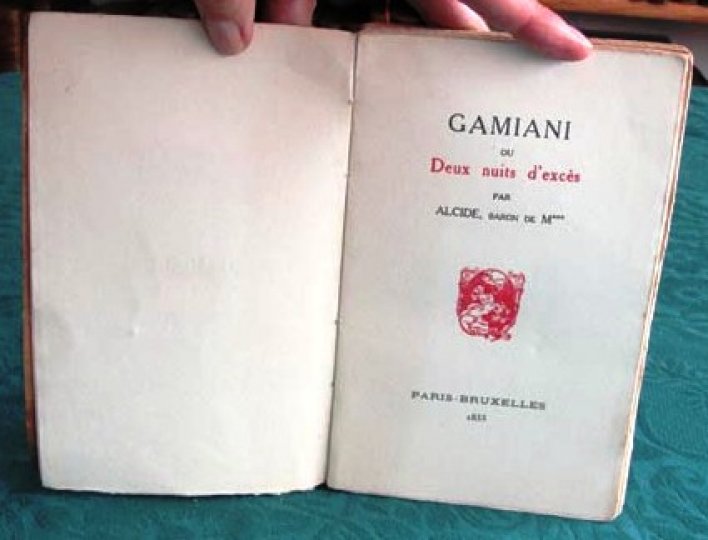 GAMIANI
OU
Deux nuits d'excès
PAR
ALCIDE, BARON DE M***
PARIS-BRUXELLES